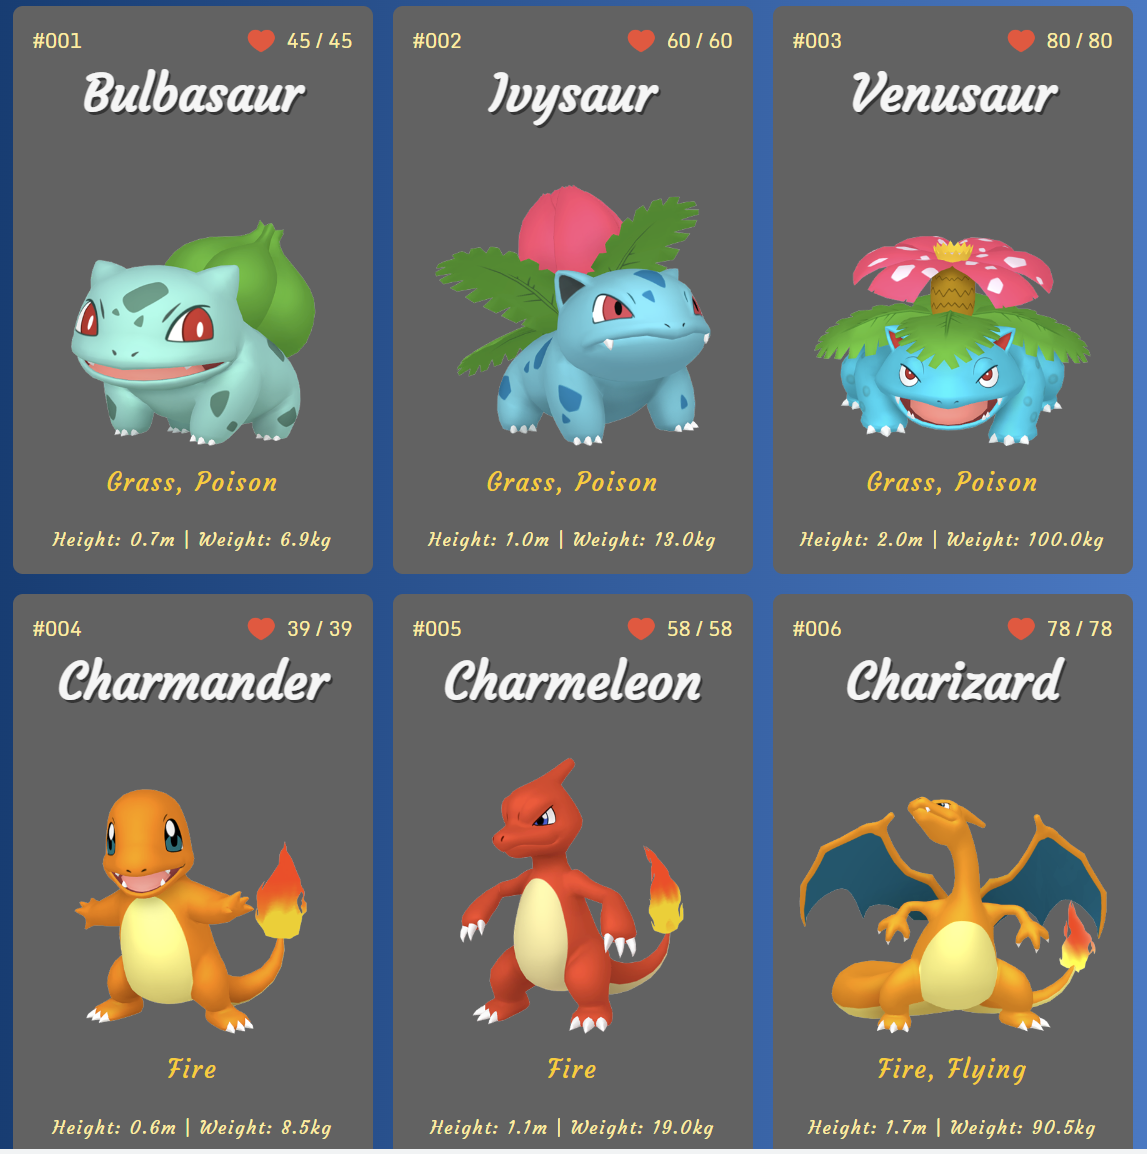 #001 45 / 45
Bulbasaur
Grass, Poison
Height: 0.7m | Weight: 6.9kg
#002 60 / 60
Ivysaur
Grass, Poison
Height: 1.0m | Weight: 13.0kg
#003 80 / 80
Venusaur
Grass, Poison
Height: 2.0m | Weight: 100.0kg
#004 39 / 39
Charmander
Fire
Height: 0.6m | Weight: 8.5kg
#005 58 / 58
Charmeleon
Fire
Height: 1.1m | Weight: 19.0kg
#006 78 / 78
Charizard
Fire, Flying
Height: 1.7m | Weight: 90.5kg